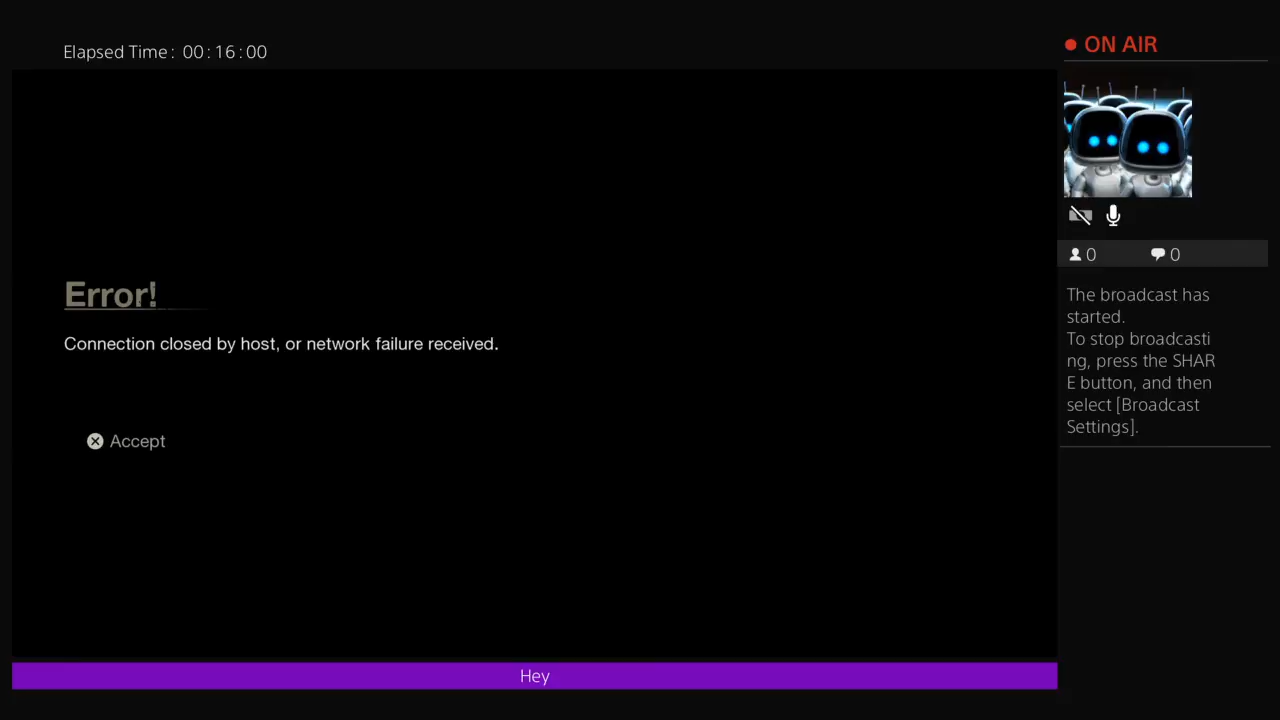 Elapsed Time: 00:16:00
ON AIR
0 0
The broadcast has
started.
To stop broadcasti
ng, press the SHAR
E button, and then
select [Broadcast
Settings].
Error!
Connection closed by host, or network failure received.
Accept
Hey